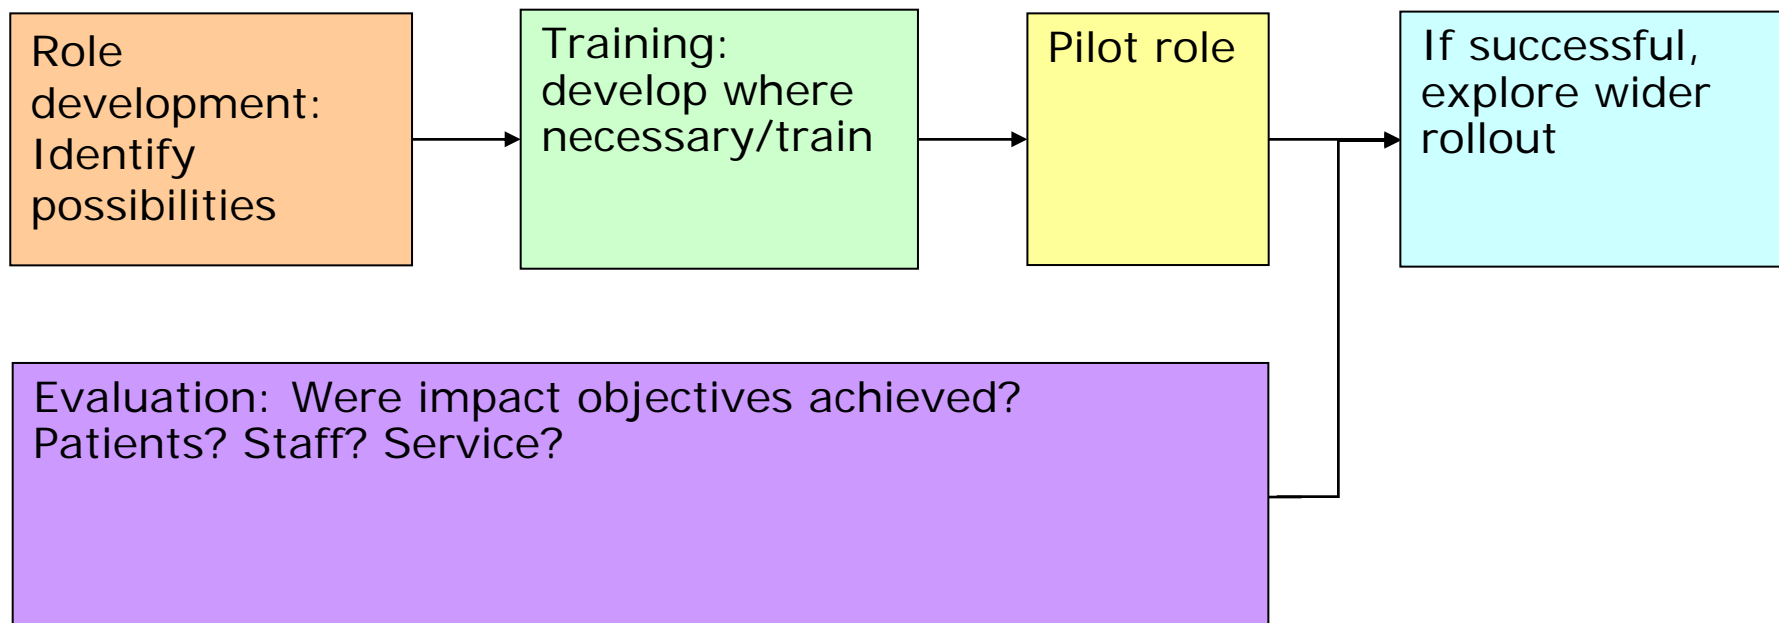 Role
development:
Identify
possibilities
Training:
develop where
necessary/train
Pilot role
If successful,
explore wider
rollout
Evaluation: Were impact objectives achieved?
Patients? Staff? Service?